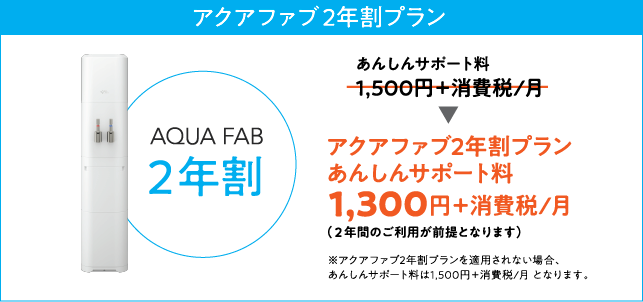 アクアファブ2年割プラン
AQUA FAB
2年割
あんしんサポート料
1,500円＋消費税/月
アクアファブ2年割プラン
あんしんサポート料
1,300円＋消費税/月
（2年間のご利用が前提となります）
※アクアファブ2年割プランを適用されない場合、
あんしんサポート料は1,500円＋消費税/月 となります。